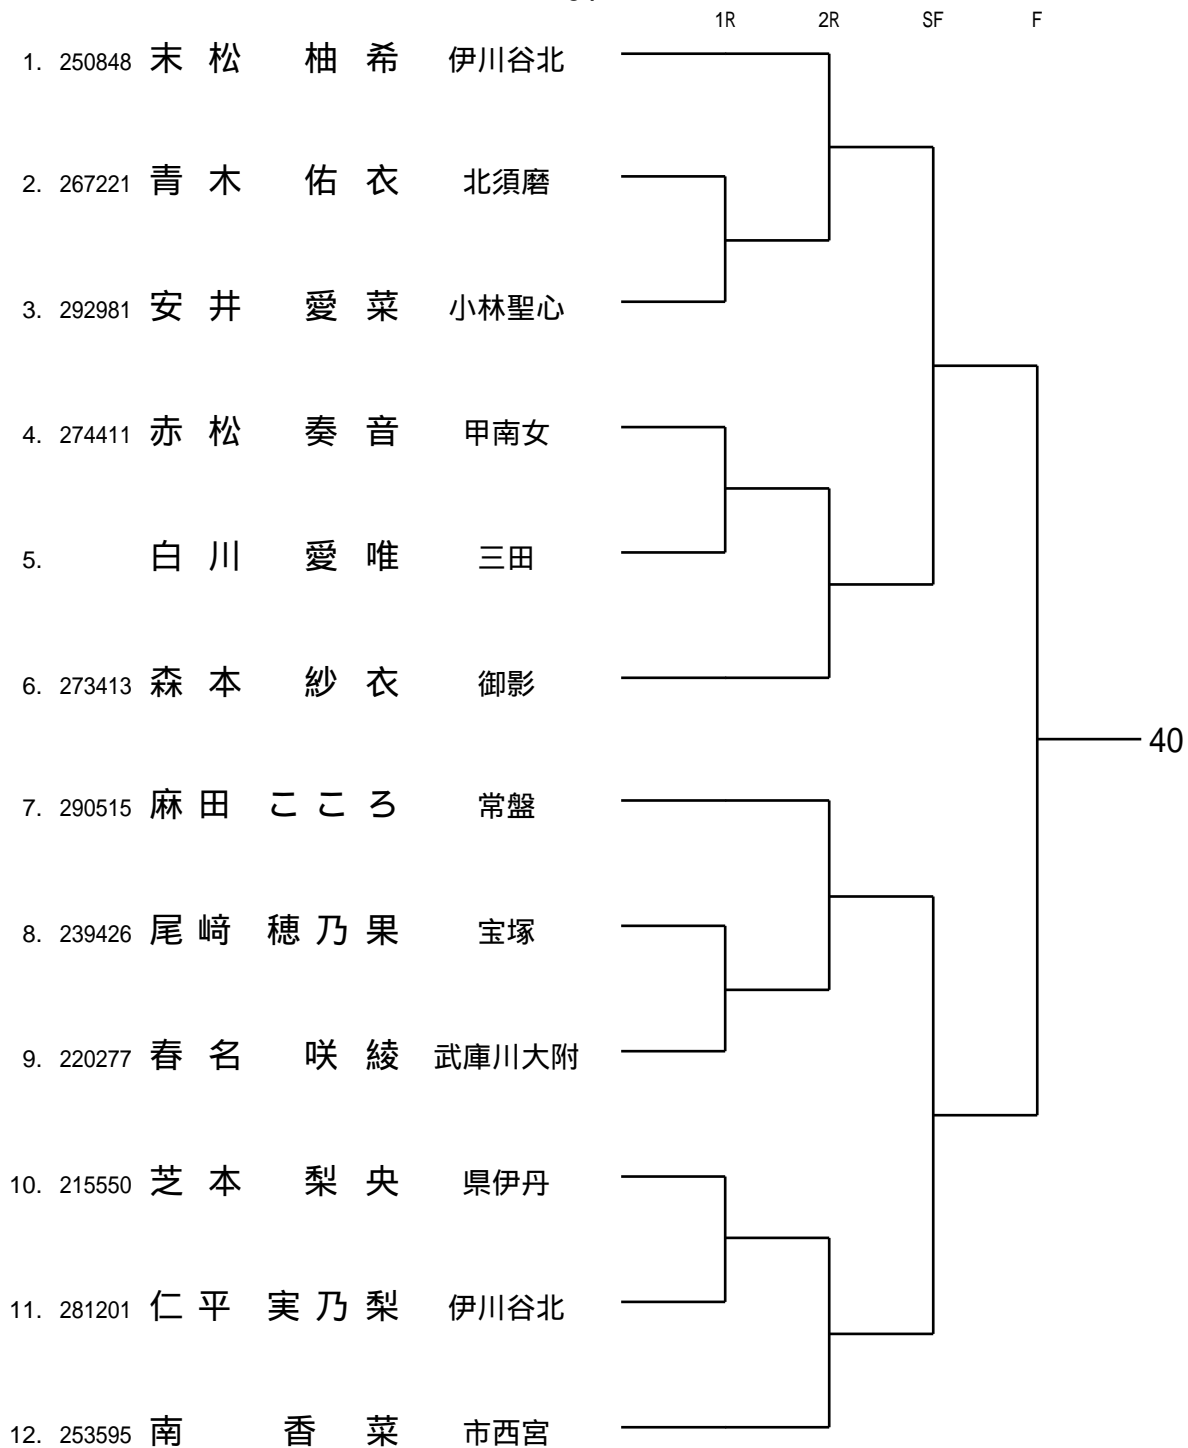 1R 2R SF F
1. 250848 末松 柚希 伊川谷北
2. 267221 青木 佑衣 北須磨
3. 292981 安井 愛菜 小林聖心
4. 274411 赤松 奏音 甲南女
5. 白川 愛唯 三田
6. 273413 森本 紗衣 御影
40
7. 290515 麻田 こころ 常盤
8. 239426 尾﨑 穂乃果 宝塚
9. 220277 春名 咲綾 武庫川大附
10. 215550 芝本 梨央 県伊丹
11. 281201 仁平 実乃梨 伊川谷北
12. 253595 南 香菜 市西宮